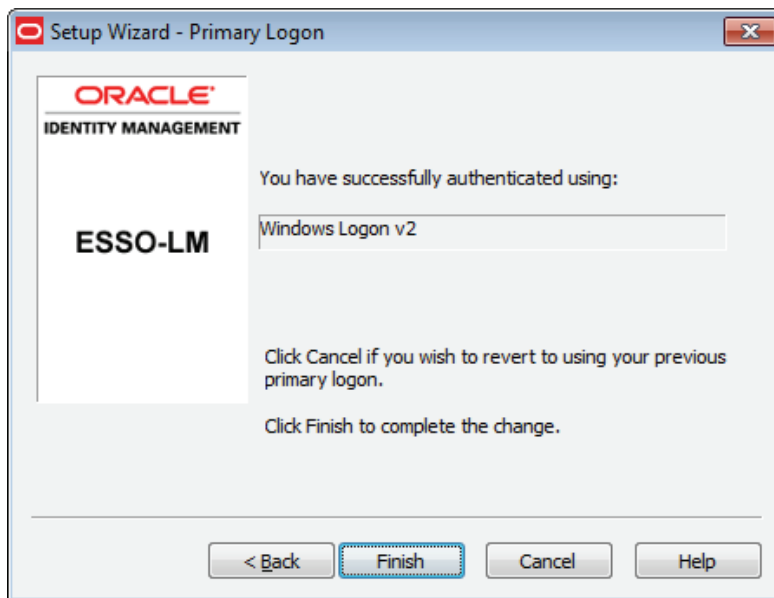 Setup Wizard - Primary Logon
ORACLE
IDENTITY MANAGEMENT
ESSO-LM
You have successfully authenticated using:
Windows Logon v2
Click Cancel if you wish to revert to using your previous
primary logon.
Click Finish to complete the change.
< Back
Finish
Cancel
Help